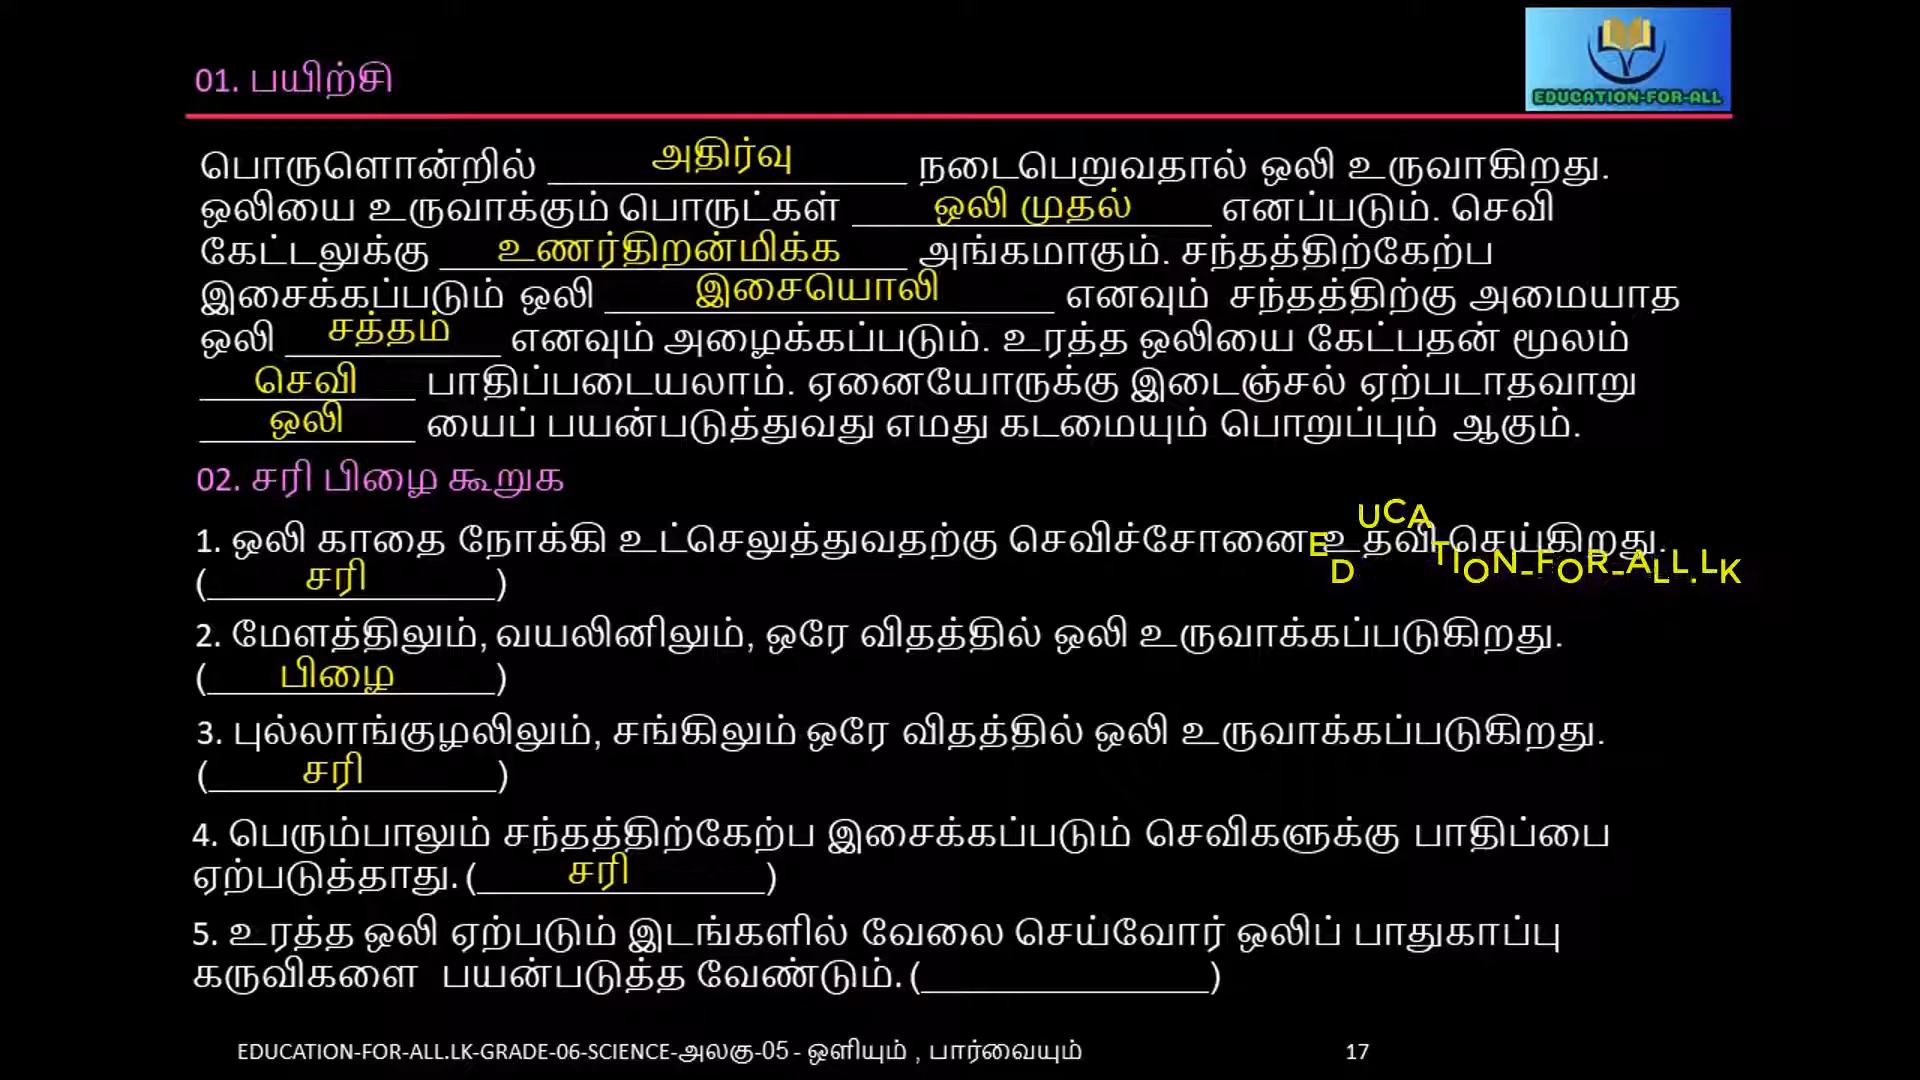 01. பயிற்சி
EDUCATION-FOR-ALL
பொருளொன்றில் அதிர்வு நடைபெறுவதால் ஒலி உருவாகிறது.
ஒலியை உருவாக்கும் பொருட்கள் ஒலி முதல் எனப்படும். செவி
கேட்டலுக்கு உணர்திறன்மிக்க அங்கமாகும். சந்தத்திற்கேற்ப
இசைக்கப்படும் ஒலி இசையொலி எனவும் சந்தத்திற்கு அமையாத
ஒலி சத்தம் எனவும் அழைக்கப்படும். உரத்த ஒலியை கேட்பதன் மூலம்
செவி பாதிப்படையலாம். ஏனையோருக்கு இடைஞ்சல் ஏற்படாதவாறு
ஒலி யைப் பயன்படுத்துவது எமது கடமையும் பொறுப்பும் ஆகும்.
02. சரி பிழை கூறுக
1. ஒலி காதை நோக்கி உட்செலுத்துவதற்கு செவிச்சோனை உதவி செய்கிறது.
(சரி)
EDUCATION-FOR-ALL.LK
2. மேளத்திலும், வயலினிலும், ஒரே விதத்தில் ஒலி உருவாக்கப்படுகிறது.
(பிழை)
3. புல்லாங்குழலிலும், சங்கிலும் ஒரே விதத்தில் ஒலி உருவாக்கப்படுகிறது.
(சரி)
4. பெரும்பாலும் சந்தத்திற்கேற்ப இசைக்கப்படும் செவிகளுக்கு பாதிப்பை
ஏற்படுத்தாது. (சரி)
5. உரத்த ஒலி ஏற்படும் இடங்களில் வேலை செய்வோர் ஒலிப் பாதுகாப்பு
கருவிகளை பயன்படுத்த வேண்டும். (________________)
EDUCATION-FOR-ALL.LK-GRADE-06-SCIENCE-அலகு-05 - ஒளியும் , பார்வையும் 17